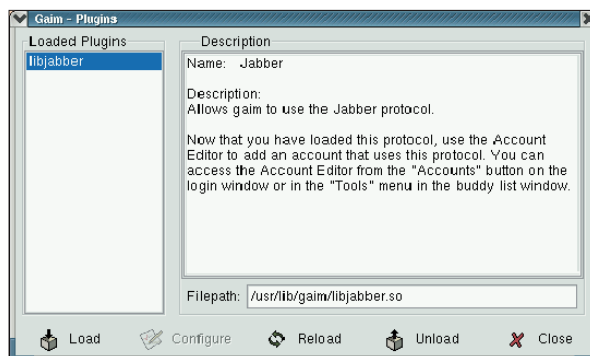 Gaim - Plugins
Loaded Plugins
libjabber
Description
Name: Jabber
Description:
Allows gaim to use the Jabber protocol.
Now that you have loaded this protocol, use the Account
Editor to add an account that uses this protocol. You can
access the Account Editor from the "Accounts" button on the
login window or in the "Tools" menu in the buddy list window.
Filepath: /usr/lib/gaim/libjabber.so
Load Configure Reload Unload Close